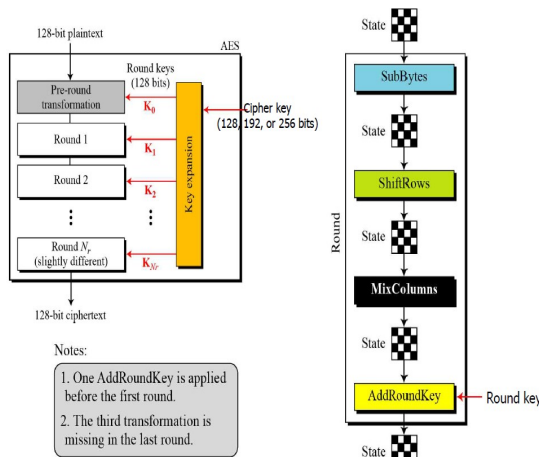 128-bit plaintext
AES
Round keys
(128 bits)
Pre-round
transformation
K0
Cipher key
(128, 192, or 256 bits)
Round 1
K1
Round 2
K2
Key expansion
Round Nr
(slightly different)
KNr
128-bit ciphertext
Notes:
1. One AddRoundKey is applied
before the first round.
2. The third transformation is
missing in the last round.
State
SubBytes
State
ShiftRows
Round
State
MixColumns
State
AddRoundKey
Round key
State